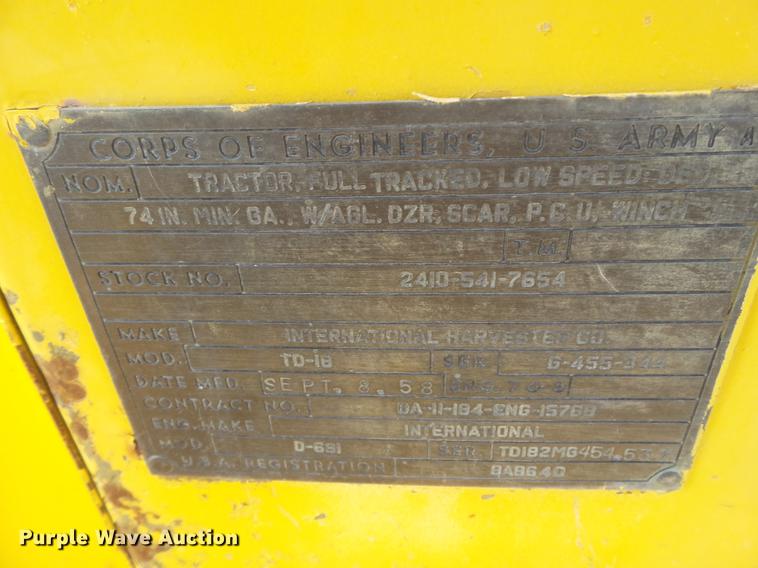 CORPS OF ENGINEERS, U. S. ARMY
NOM. TRACTOR, FULL TRACKED, LOW SPEED: DED,
74 IN. MIN. GA., W/AGL. DZR, SCAR, P.C.U, WINCH
T.M.
STOCK NO. 2410-541-7654
MAKE INTERNATIONAL HARVESTER CO.
MOD. TD-18 SER.
DATE MFD. SEPT. 8, 58
CONTRACT NO. DA-11-184-ENG-15768
ENG. MAKE INTERNATIONAL
MOD. D-691 SER. TD182MG454,
U.S.A. REGISTRATION
Purple Wave Auction